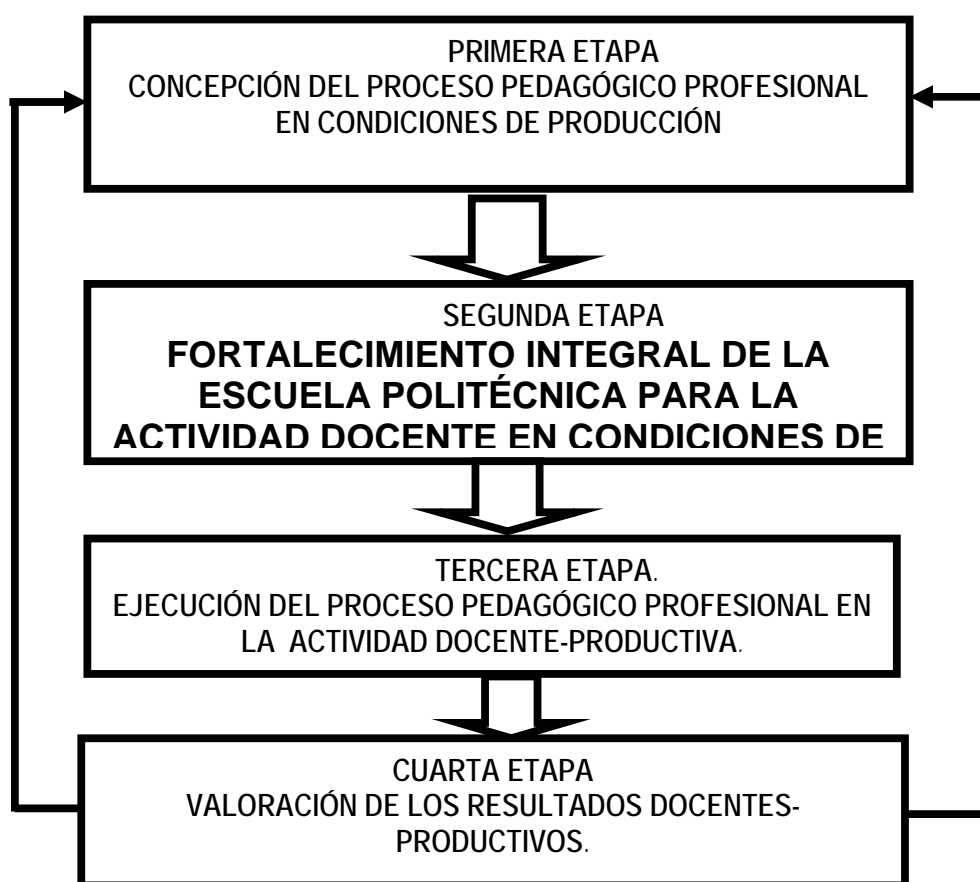 PRIMERA ETAPA
CONCEPCIÓN DEL PROCESO PEDAGÓGICO PROFESIONAL
EN CONDICIONES DE PRODUCCIÓN
SEGUNDA ETAPA
FORTALECIMIENTO INTEGRAL DE LA
ESCUELA POLITÉCNICA PARA LA
ACTIVIDAD DOCENTE EN CONDICIONES DE
TERCERA ETAPA.
EJECUCIÓN DEL PROCESO PEDAGÓGICO PROFESIONAL EN
LA ACTIVIDAD DOCENTE-PRODUCTIVA.
CUARTA ETAPA
VALORACIÓN DE LOS RESULTADOS DOCENTES-
PRODUCTIVOS.